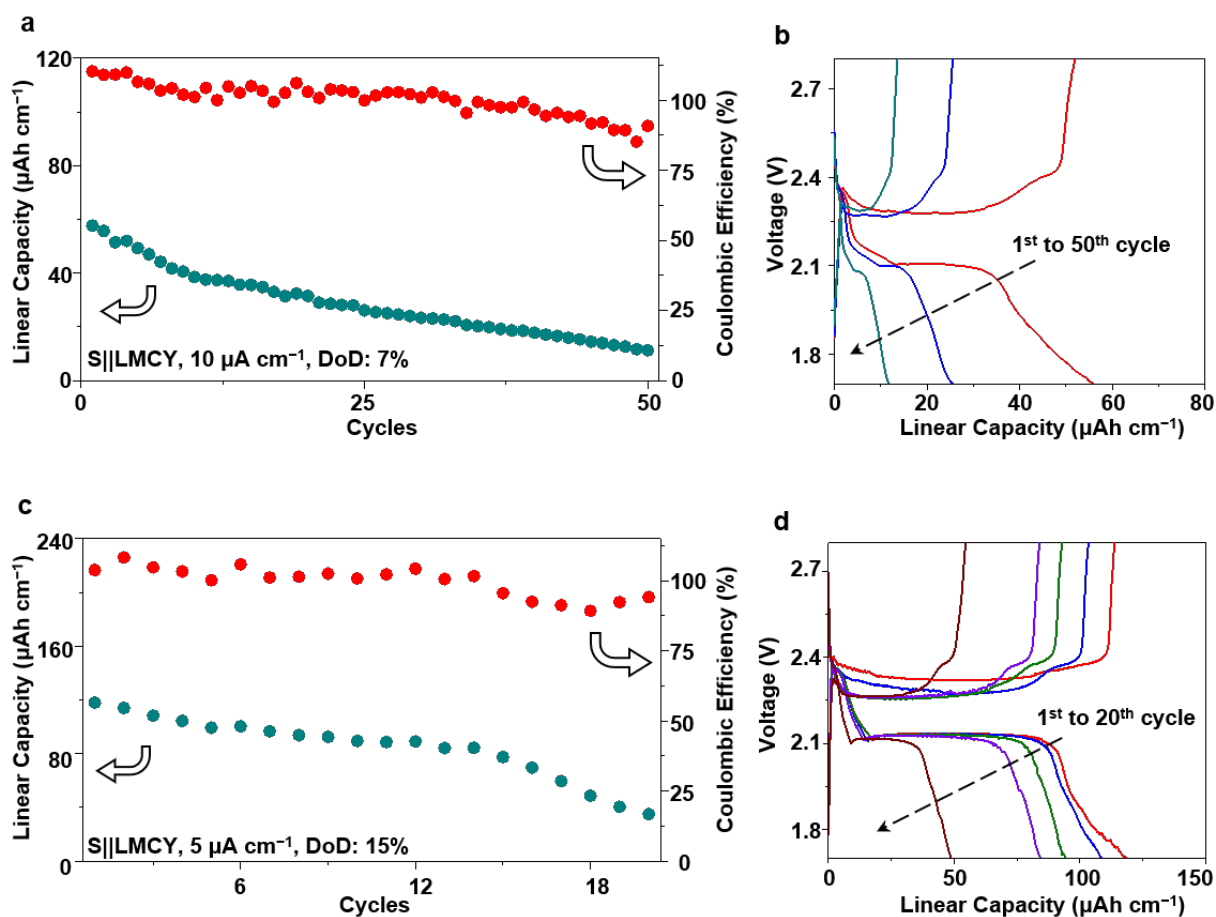 a
Linear Capacity (µAh cm⁻¹)
120
80
40
0
0
25
50
Cycles
100
75
50
25
0
Coulombic Efficiency (%)
S||LMCY, 10 µA cm⁻¹, DoD: 7%
b
Voltage (V)
2.7
2.4
2.1
1.8
0
20
40
60
80
Linear Capacity (µAh cm⁻¹)
1st to 50th cycle
c
Linear Capacity (µAh cm⁻¹)
240
160
80
0
6
12
18
Cycles
100
75
50
25
0
Coulombic Efficiency (%)
S||LMCY, 5 µA cm⁻¹, DoD: 15%
d
Voltage (V)
2.7
2.4
2.1
1.8
0
50
100
150
Linear Capacity (µAh cm⁻¹)
1st to 20th cycle